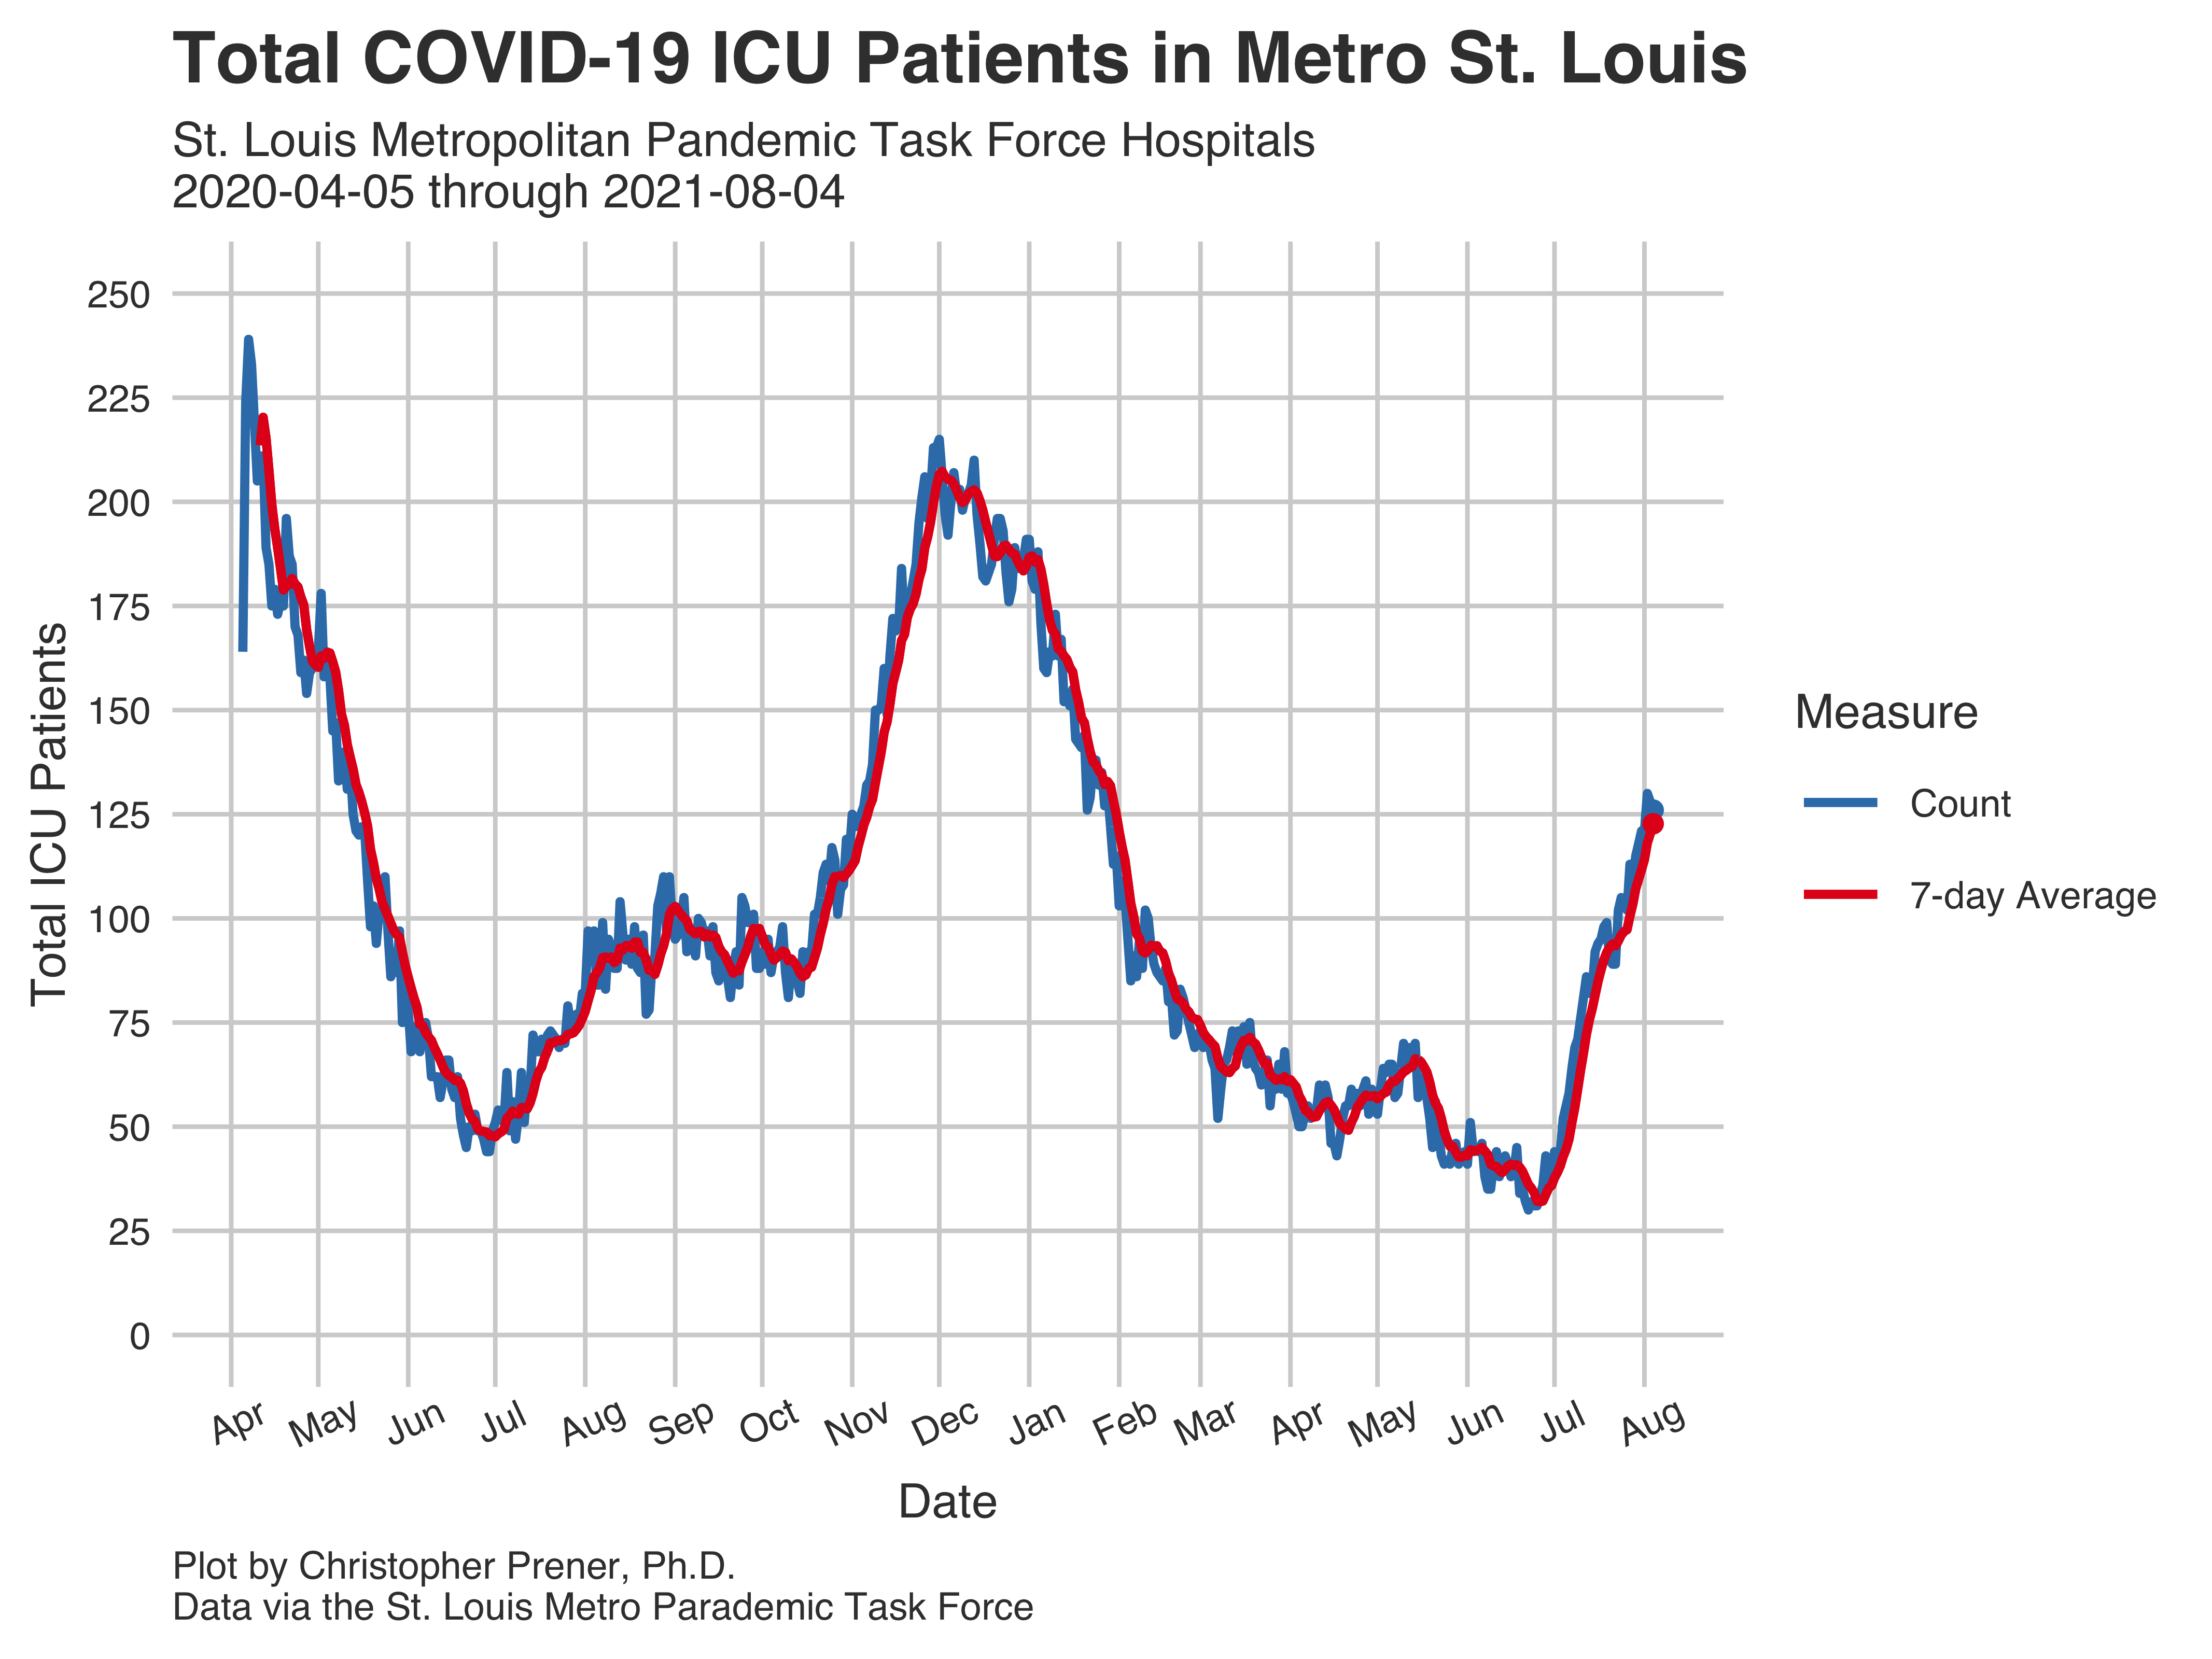 Total COVID-19 ICU Patients in Metro St. Louis
St. Louis Metropolitan Pandemic Task Force Hospitals
2020-04-05 through 2021-08-04
250
225
200
175
150
125
100
75
50
25
0
Total ICU Patients
Apr
May
Jun
Jul
Aug
Sep
Oct
Nov
Dec
Jan
Feb
Mar
Apr
May
Jun
Jul
Aug
Date
Measure
Count
7-day Average
Plot by Christopher Prener, Ph.D.
Data via the St. Louis Metro Parademic Task Force